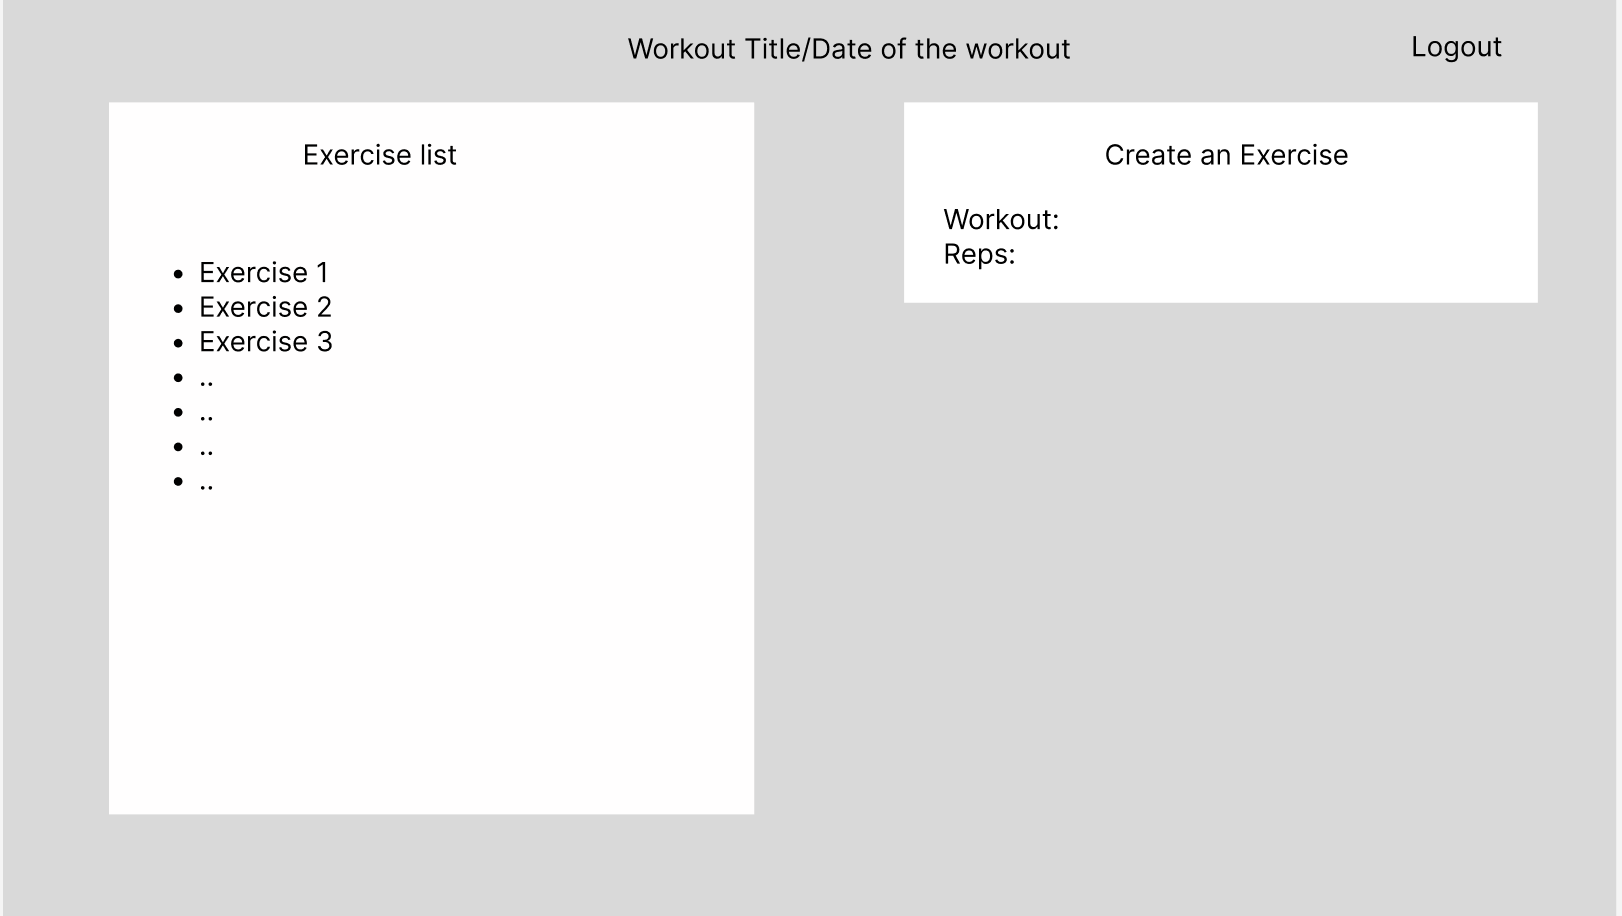 Workout Title/Date of the workout
Logout
Exercise list
• Exercise 1
• Exercise 2
• Exercise 3
• ..
• ..
• ..
• ..
Create an Exercise
Workout:
Reps: